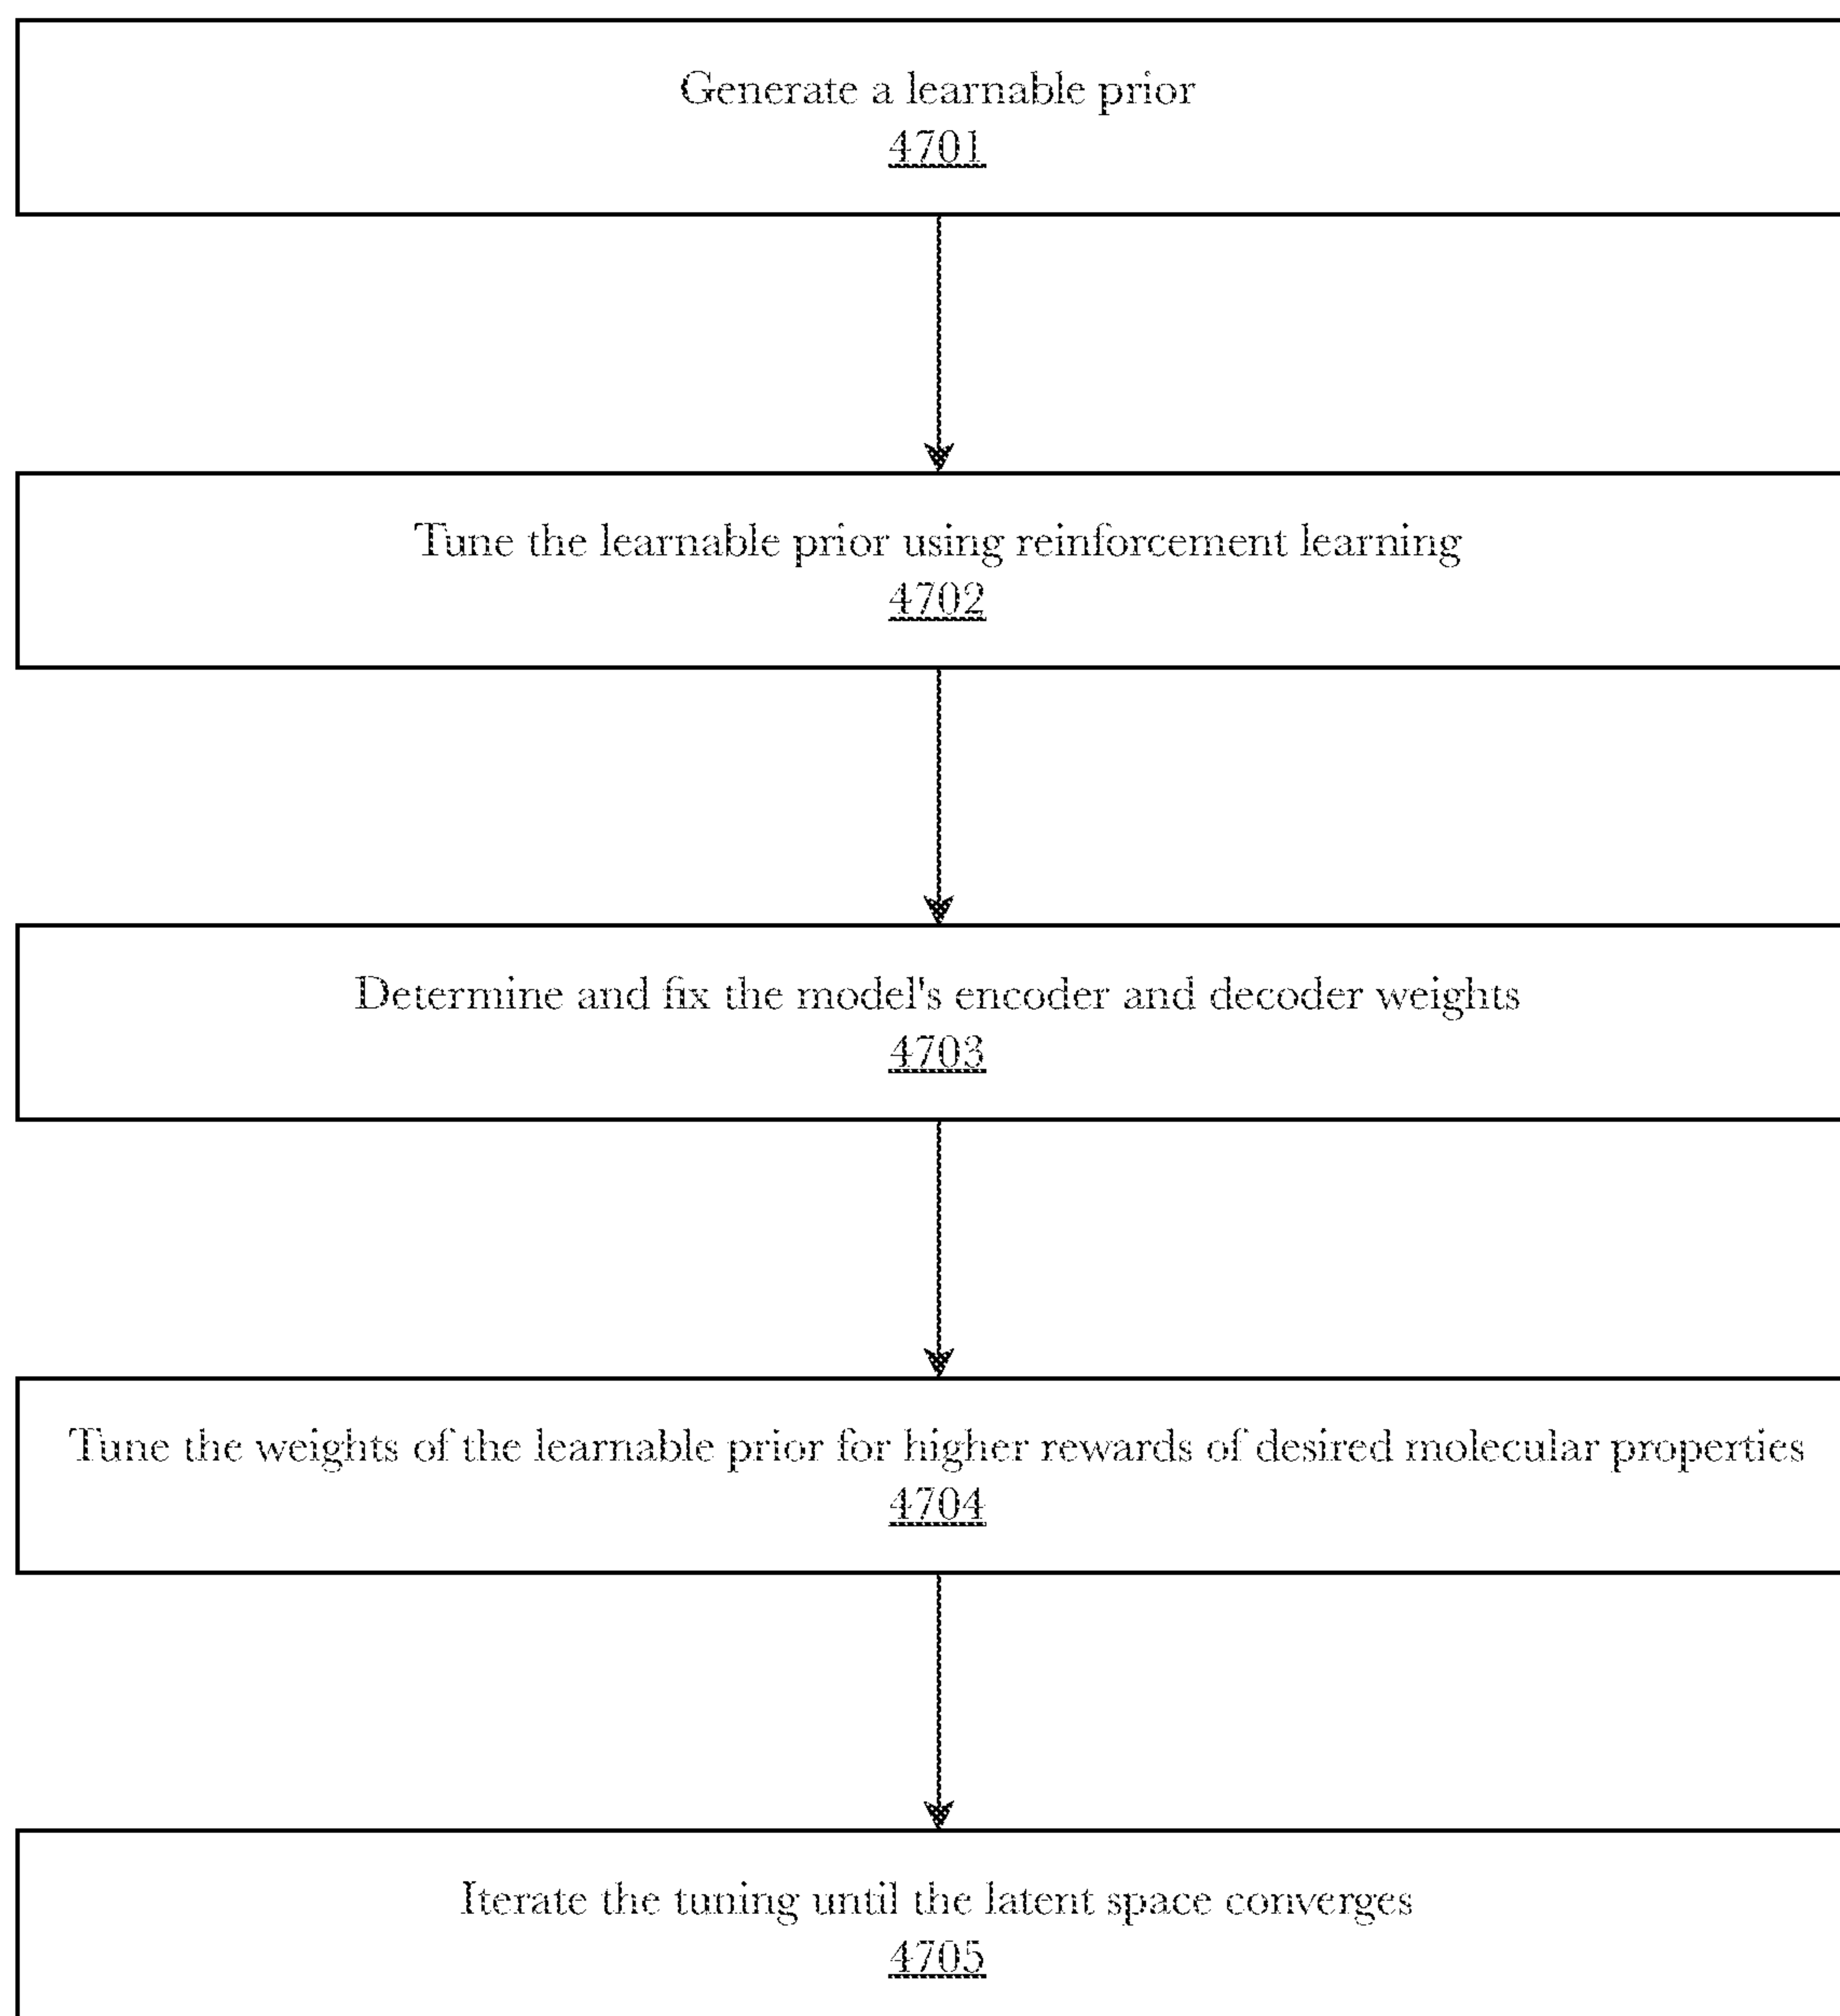 Generate a learnable prior
4701
Tune the learnable prior using reinforcement learning
4702
Determine and fix the model's encoder and decoder weights
4703
Tune the weights of the learnable prior for higher rewards of desired molecular properties
4704
Iterate the tuning until the latent space converges
4705